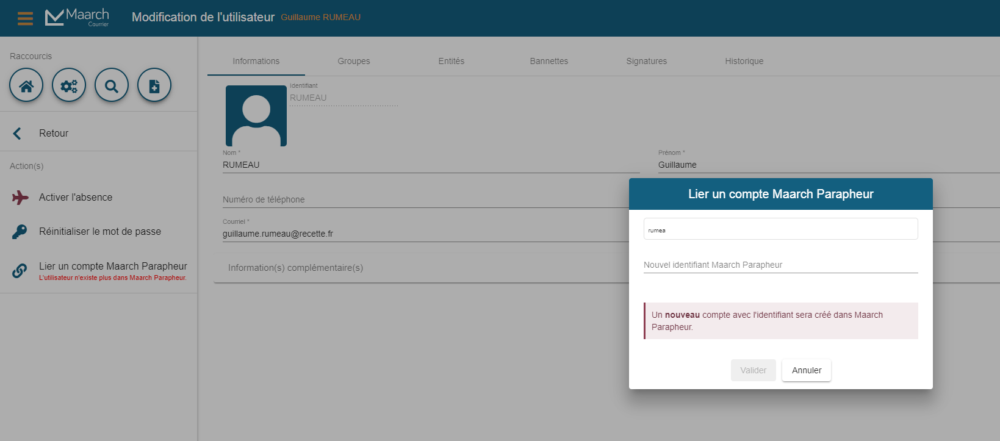 Maarch
Courrier
Modification de l'utilisateur Guillaume RUMEAU
Raccourcis
Retour
Action(s)
Activer l'absence
Réinitialiser le mot de passe
Lier un compte Maarch Parapheur
L'utilisateur n'existe plus dans Maarch Parapheur.
Informations Groupes Entités Bannettes Signatures Historique
Identifiant
RUMEAU
Nom * Prénom *
RUMEAU Guillaume
Numéro de téléphone
Courriel *
guillaume.rumeau@recette.fr
Information(s) complémentaire(s)
Lier un compte Maarch Parapheur
rumea
Nouvel identifiant Maarch Parapheur
Un nouveau compte avec l'identifiant sera créé dans Maarch
Parapheur.
Valider Annuler